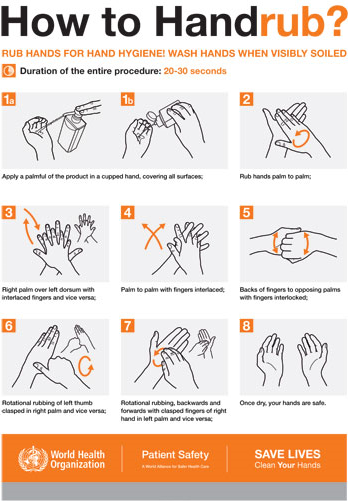 How to Handrub?
RUB HANDS FOR HAND HYGIENE! WASH HANDS WHEN VISIBLY SOILED
Duration of the entire procedure: 20-30 seconds
1a
1b
2
Apply a palmful of the product in a cupped hand, covering all surfaces;
Rub hands palm to palm;
3
4
5
Right palm over left dorsum with
interlaced fingers and vice versa;
Palm to palm with fingers interlaced;
Backs of fingers to opposing palms
with fingers interlocked;
6
7
8
Rotational rubbing of left thumb
clasped in right palm and vice versa;
Rotational rubbing, backwards and
forwards with clasped fingers of right
hand in left palm and vice versa;
Once dry, your hands are safe.
World Health
Organization
Patient Safety
A World Alliance for Safer Health Care
SAVE LIVES
Clean Your Hands